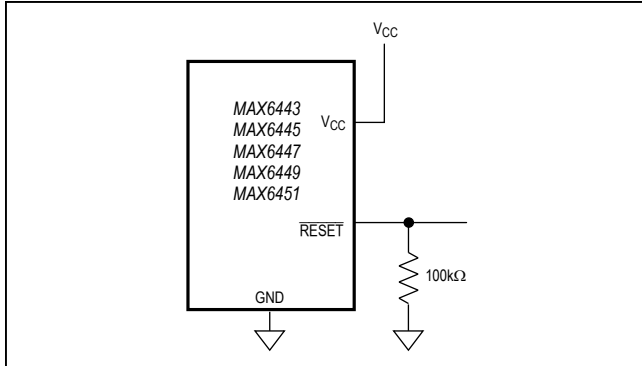 VCC
MAX6443
MAX6445
MAX6447
MAX6449
MAX6451
VCC
RESET
100kΩ
GND